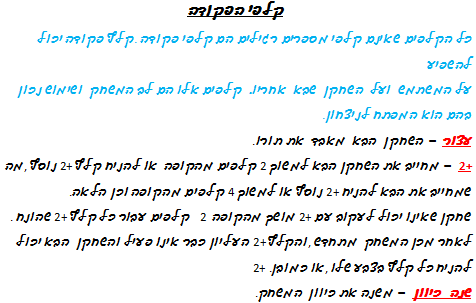 קלפי הפקודה
כל הקלפים שאינם קלפי מספרים רגילים הם קלפי פקודה. קלף פקודה יכול
להשפיע
על המשתמש ועל השחקן שבא אחריו. קלפים אלו הם לב המשחק ושימוש נכון
בהם הוא המפתח לניצחון.
עצור – השחקן הבא מאבד את תורו.
+2 – מחייב את השחקן הבא למשוך 2 קלפים מהקופה או להניח קלף +2 נוסף, מה
שמחייב את הבא להניח +2 נוסף או למשוך 4 קלפים מהקופה וכן הלאה.
שחקן שאינו יכול לעקוב עם +2 מושך מהקופה 2 קלפים עבור כל קלף +2 שהונח.
לאחר מכן המשחק מתחדש, והקלף +2 העליון כבר אינו פעיל והשחקן הבא יכול
להניח כל קלף בצבע שלו, או כמובן +2.
שנה כיוון – משנה את כיוון המשחק.